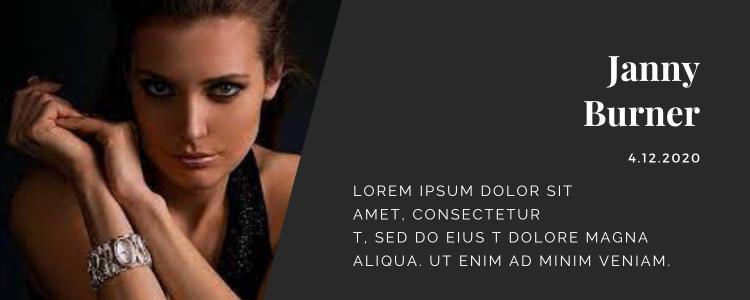 Janny
Burner
4.12.2020
LOREM IPSUM DOLOR SIT
AMET, CONSECTETUR
T, SED DO EIUS T DOLORE MAGNA
ALIQUA. UT ENIM AD MINIM VENIAM.